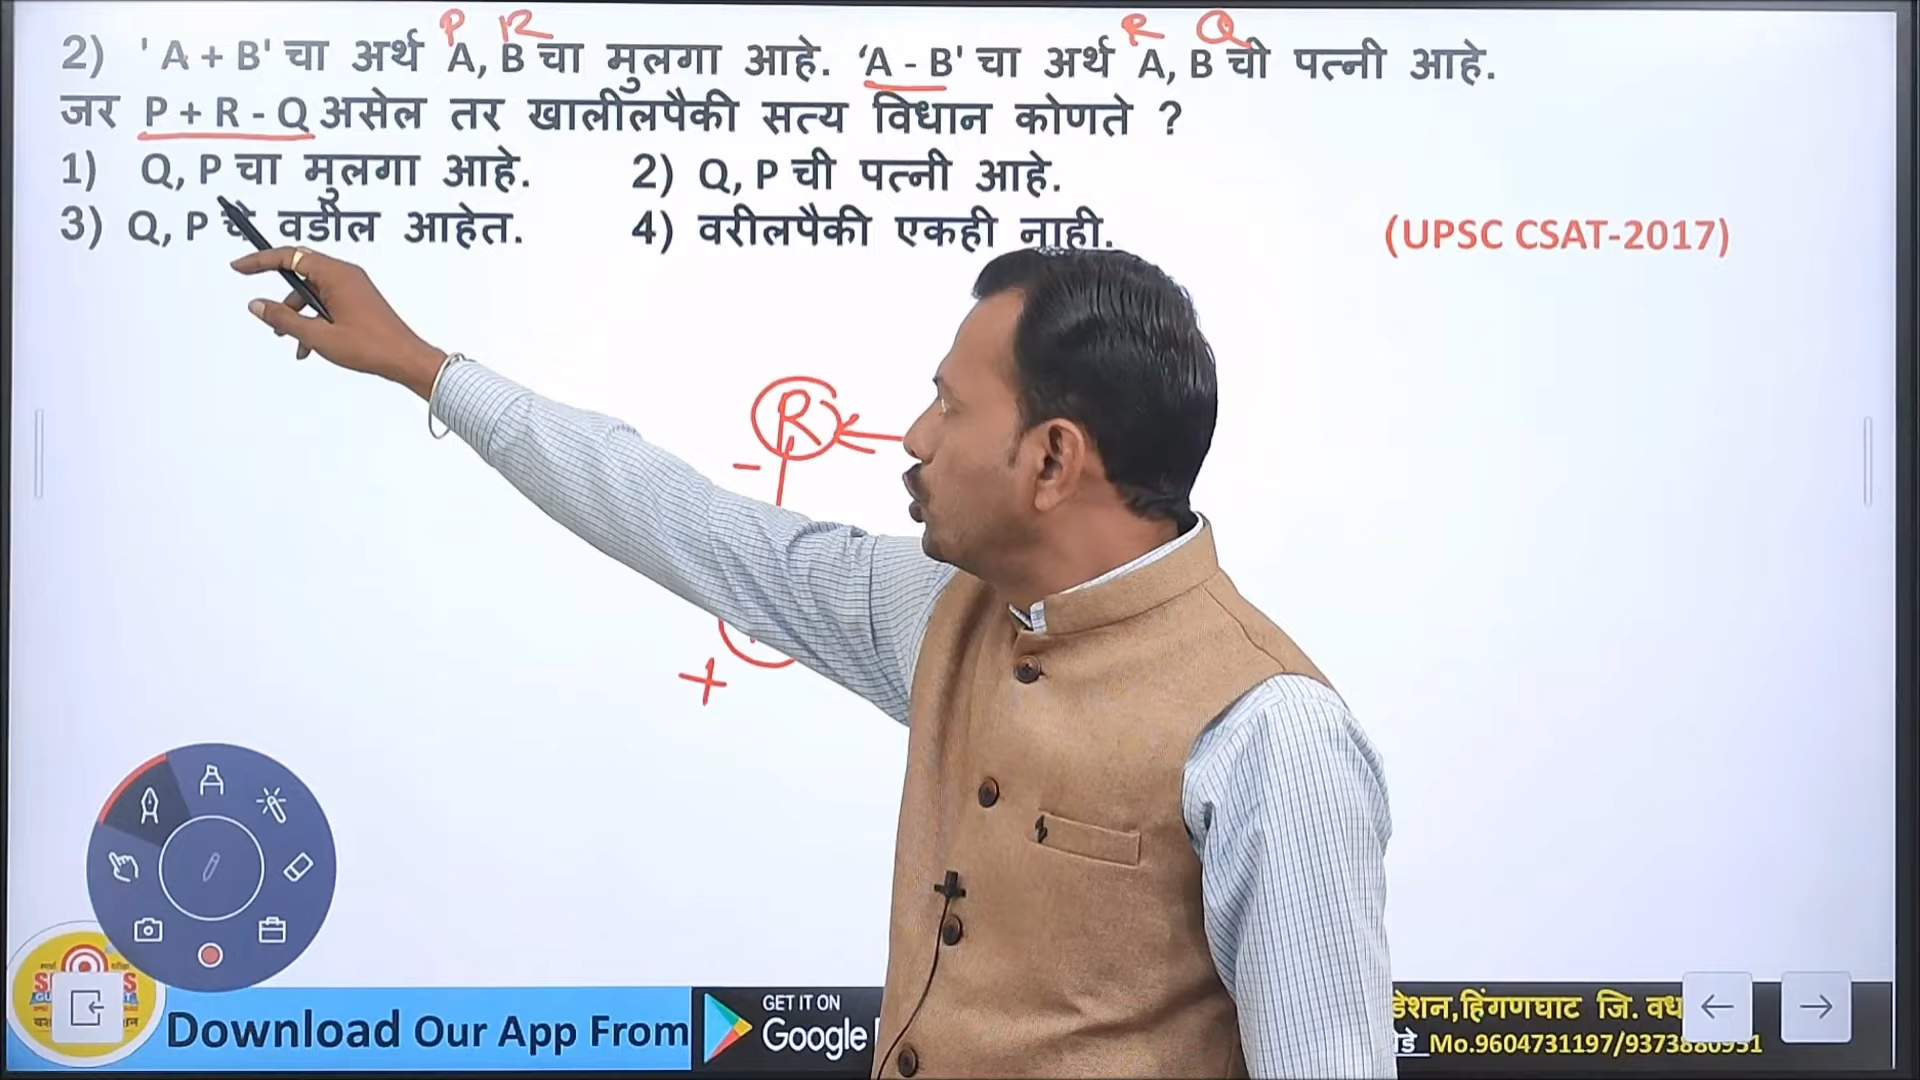 P R R Q
2) 'A + B' चा अर्थ A, B चा मुलगा आहे. 'A - B' चा अर्थ A, B ची पत्नी आहे.
जर P + R - Q असेल तर खालीलपैकी सत्य विधान कोणते ?
1) Q, P चा मुलगा आहे. 2) Q, P ची पत्नी आहे.
3) Q, P चे वडील आहेत. 4) वरीलपैकी एकही नाही. (UPSC CSAT-2017)
R
-
+
Download Our App From
GET IT ON
Google
डेशन,हिंगणघाट जि. वध
डे Mo.9604731197/9373880931